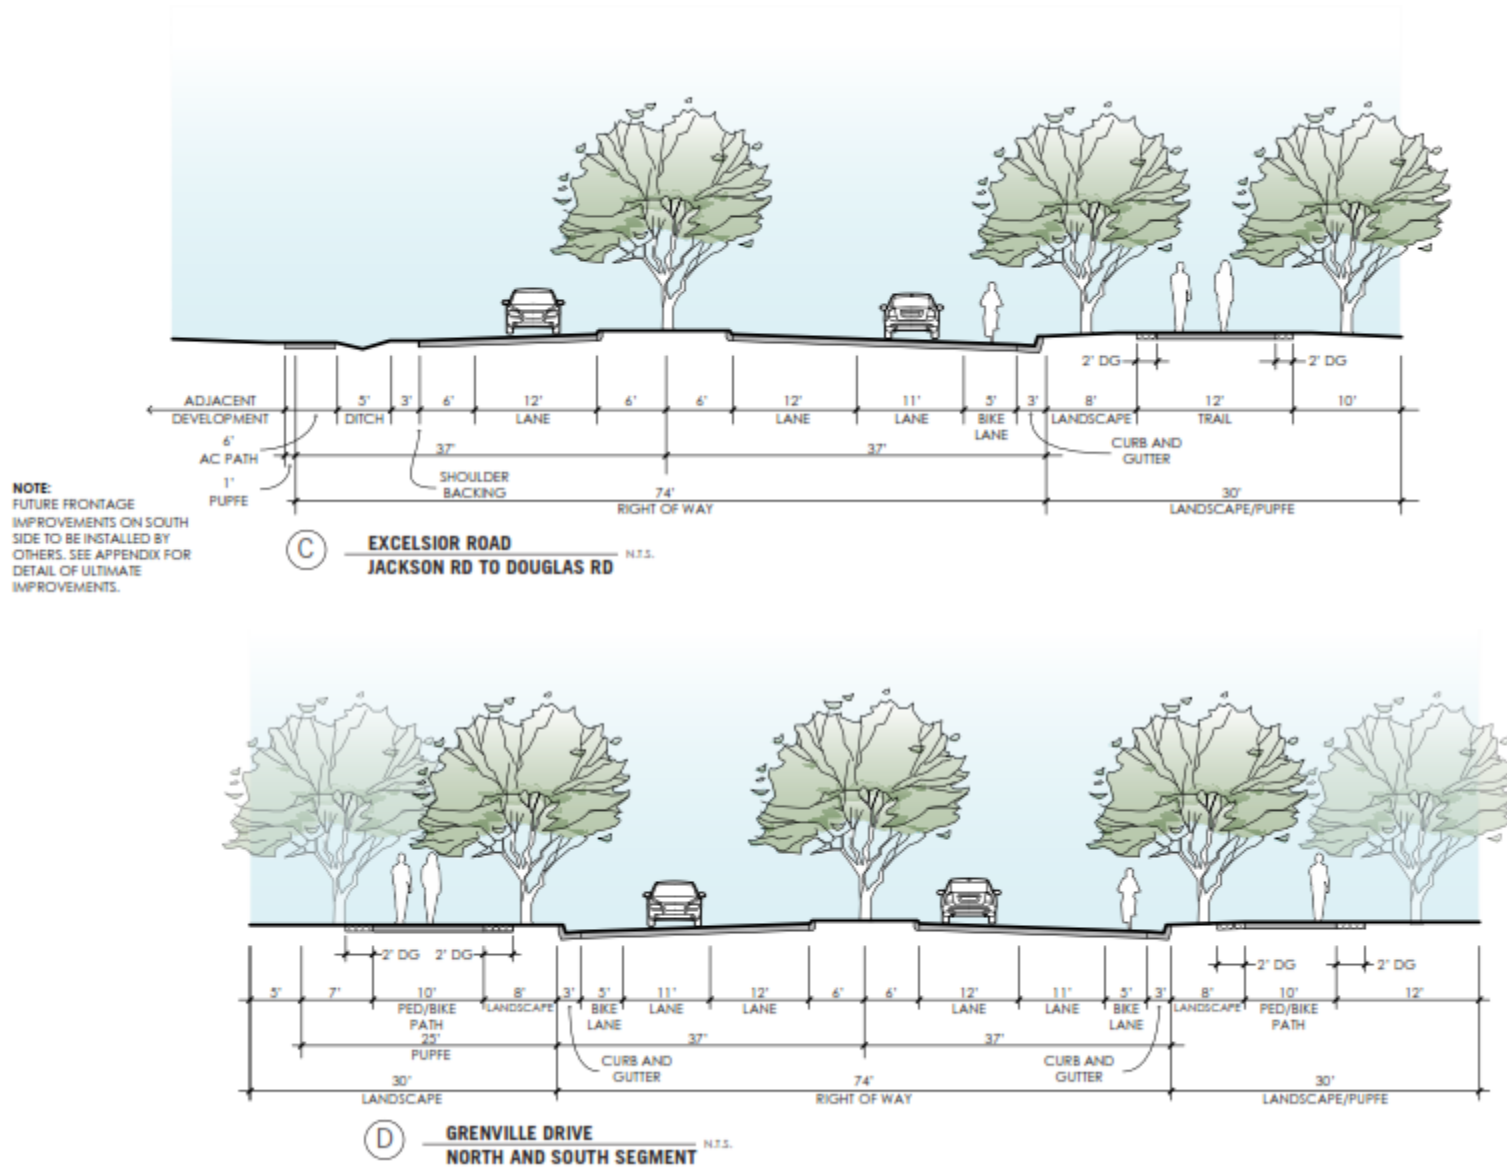 2' DG
2' DG
ADJACENT
DEVELOPMENT
5'
DITCH
3'
6'
12'
LANE
6'
6'
12'
LANE
11'
LANE
5'
BIKE
LANE
3'
8'
LANDSCAPE
12'
TRAIL
10'
6'
AC PATH
37'
37'
CURB AND
GUTTER
1'
PUPFE
SHOULDER
BACKING
74'
RIGHT OF WAY
30'
LANDSCAPE/PUPFE
NOTE:
FUTURE FRONTAGE
IMPROVEMENTS ON SOUTH
SIDE TO BE INSTALLED BY
OTHERS. SEE APPENDIX FOR
DETAIL OF ULTIMATE
IMPROVEMENTS.
C
EXCELSIOR ROAD
JACKSON RD TO DOUGLAS RD
N.T.S.
2' DG
2' DG
2' DG
2' DG
5'
7'
10'
PED/BIKE
PATH
8'
LANDSCAPE
3'
5'
BIKE
LANE
11'
LANE
12'
LANE
6'
6'
12'
LANE
11'
LANE
5'
BIKE
LANE
3'
8'
LANDSCAPE
10'
PED/BIKE
PATH
12'
25'
PUPFE
37'
37'
CURB AND
GUTTER
CURB AND
GUTTER
30'
LANDSCAPE
74'
RIGHT OF WAY
30'
LANDSCAPE/PUPFE
D
GRENVILLE DRIVE
NORTH AND SOUTH SEGMENT
N.T.S.